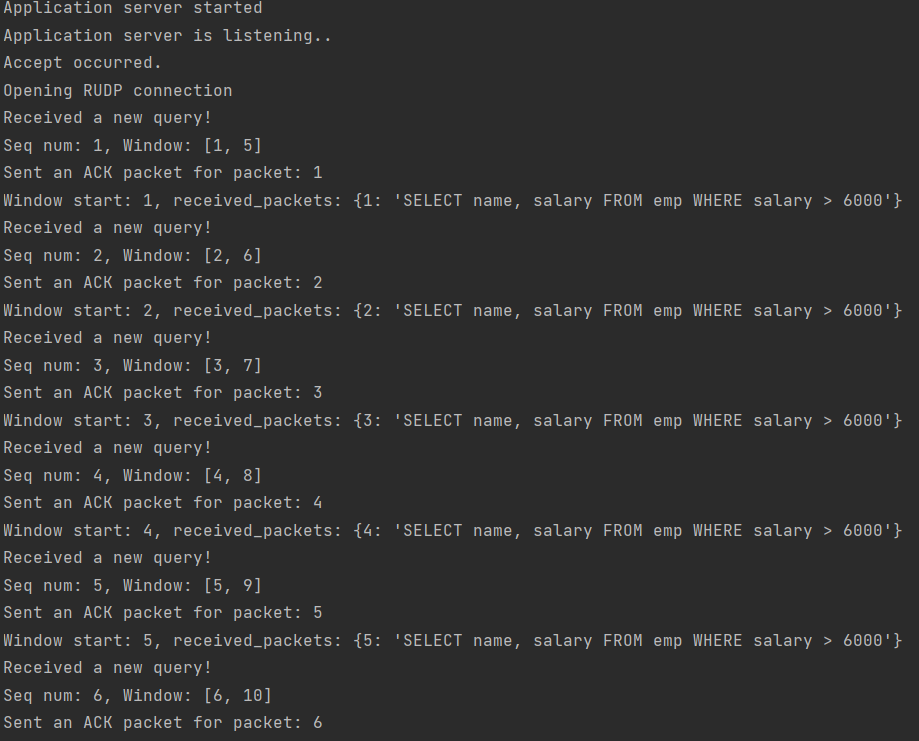 Application server started
Application server is listening..
Accept occurred.
Opening RUDP connection
Received a new query!
Seq num: 1, Window: [1, 5]
Sent an ACK packet for packet: 1
Window start: 1, received_packets: {1: 'SELECT name, salary FROM emp WHERE salary > 6000'}
Received a new query!
Seq num: 2, Window: [2, 6]
Sent an ACK packet for packet: 2
Window start: 2, received_packets: {2: 'SELECT name, salary FROM emp WHERE salary > 6000'}
Received a new query!
Seq num: 3, Window: [3, 7]
Sent an ACK packet for packet: 3
Window start: 3, received_packets: {3: 'SELECT name, salary FROM emp WHERE salary > 6000'}
Received a new query!
Seq num: 4, Window: [4, 8]
Sent an ACK packet for packet: 4
Window start: 4, received_packets: {4: 'SELECT name, salary FROM emp WHERE salary > 6000'}
Received a new query!
Seq num: 5, Window: [5, 9]
Sent an ACK packet for packet: 5
Window start: 5, received_packets: {5: 'SELECT name, salary FROM emp WHERE salary > 6000'}
Received a new query!
Seq num: 6, Window: [6, 10]
Sent an ACK packet for packet: 6